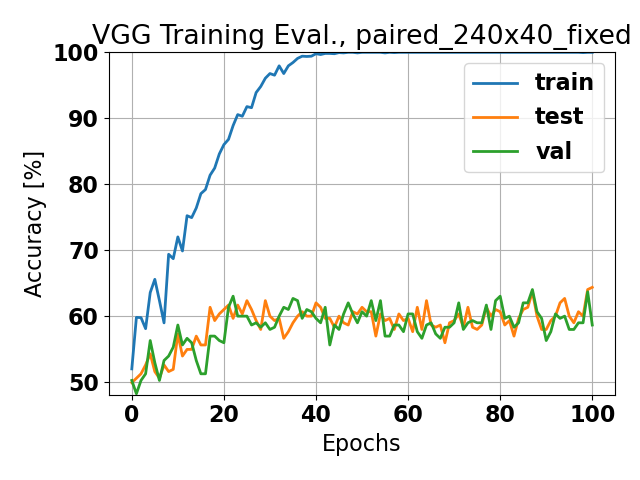 VGG Training Eval., paired_240x40_fixed
100
90
80
70
60
50
Accuracy [%]
train
test
val
0 20 40 60 80 100
Epochs